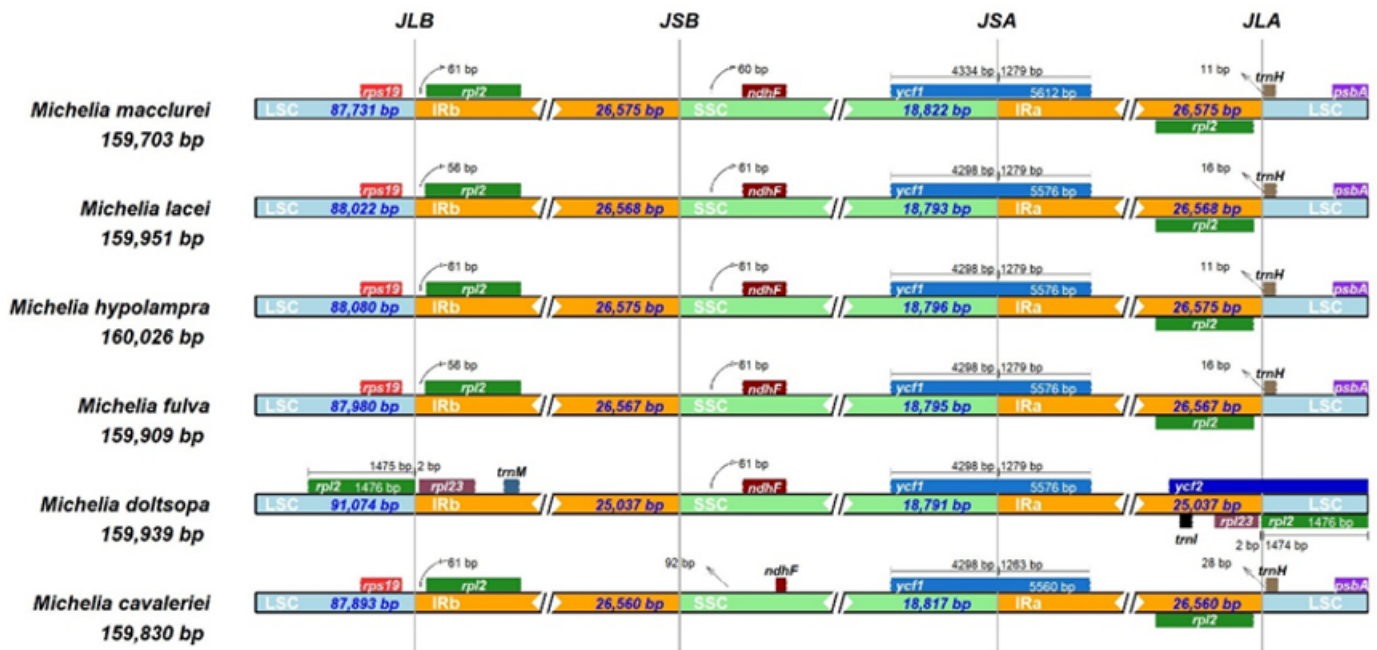 JLB JSB JSA JLA
61 bp 60 bp 4334 bp 1279 bp 11 bp trnH
rps19 rpl2 ndhF ycf1 5612 bp psbA
Michelia macclurei LSC 87,731 bp IRb 26,575 bp SSC 18,822 bp IRa 26,575 bp LSC
rpl2
159,703 bp
56 bp 61 bp 4298 bp 1279 bp 16 bp trnH
rps19 rpl2 ndhF ycf1 5576 bp psbA
Michelia lacei LSC 88,022 bp IRb 26,568 bp SSC 18,793 bp IRa 26,568 bp LSC
rpl2
159,951 bp
61 bp 61 bp 4298 bp 1279 bp 11 bp trnH
rps19 rpl2 ndhF ycf1 5576 bp psbA
Michelia hypolampra LSC 88,080 bp IRb 26,575 bp SSC 18,796 bp IRa 26,575 bp LSC
rpl2
160,026 bp
56 bp 61 bp 4298 bp 1279 bp 16 bp trnH
rps19 rpl2 ndhF ycf1 5576 bp psbA
Michelia fulva LSC 87,980 bp IRb 26,567 bp SSC 18,795 bp IRa 26,567 bp LSC
rpl2
159,909 bp
1475 bp 2 bp trnM 61 bp 4298 bp 1279 bp
rpl2 1476 bp rpl23 ndhF ycf1 5576 bp ycf2
Michelia doltsopa LSC 91,074 bp IRb 25,037 bp SSC 18,791 bp IRa 25,037 bp
rpl23 rpl2 1476 bp
159,939 bp trnI 2 bp 1474 bp
61 bp 92 bp ndhF 4298 bp 1263 bp 28 bp trnH
rps19 rpl2 ycf1 5560 bp psbA
Michelia cavaleriei LSC 87,893 bp IRb 26,560 bp SSC 18,817 bp IRa 26,560 bp LSC
rpl2
159,830 bp